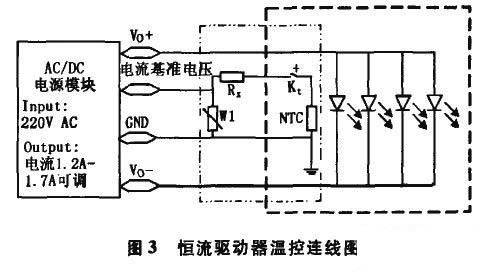 AC/DC
电源模块
Input:
220V AC
Output:
电流1.2A~
1.7A可调
V₀+
电流基准电压
GND
V₀-
Rₓ
+
Kₜ
W1
NTC
图3 恒流驱动器温控连线图